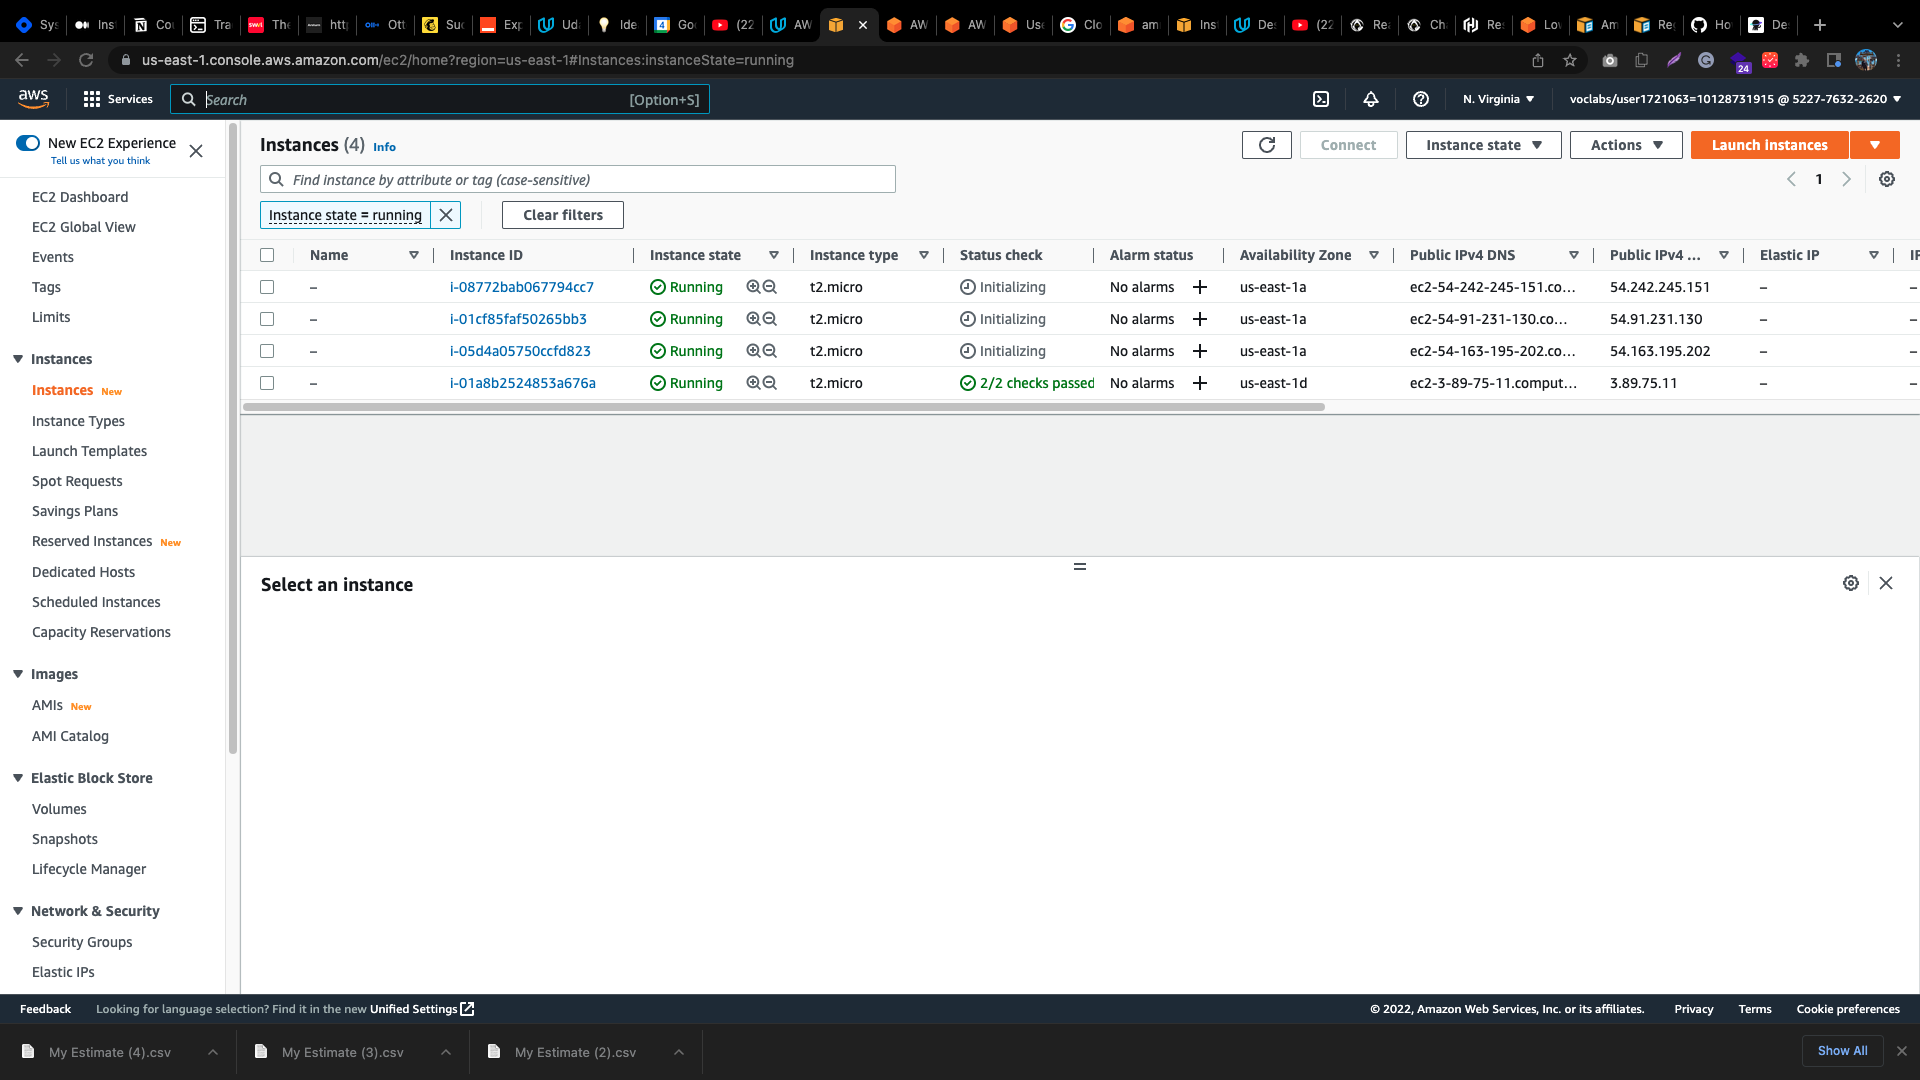 Sys Ins Co Tra The http Ott Suc Exp Uda Ide Goo (22 AW AW AW Use Clo am Ins De (22 Rea Ch Re Lo Am Re Ho De
us-east-1.console.aws.amazon.com/ec2/home?region=us-east-1#Instances:instanceState=running
24
aws Services Search [Option+S] N. Virginia voclabs/user1721063=10128731915 @ 5227-7632-2620
New EC2 Experience
Tell us what you think
EC2 Dashboard
EC2 Global View
Events
Tags
Limits
Instances
Instances New
Instance Types
Launch Templates
Spot Requests
Savings Plans
Reserved Instances New
Dedicated Hosts
Scheduled Instances
Capacity Reservations
Images
AMIs New
AMI Catalog
Elastic Block Store
Volumes
Snapshots
Lifecycle Manager
Network & Security
Security Groups
Elastic IPs
Instances (4) Info Connect Instance state Actions Launch instances
Find instance by attribute or tag (case-sensitive) 1
Instance state = running Clear filters
Name Instance ID Instance state Instance type Status check Alarm status Availability Zone Public IPv4 DNS Public IPv4 ... Elastic IP IP
– i-08772bab067794cc7 Running t2.micro Initializing No alarms + us-east-1a ec2-54-242-245-151.co... 54.242.245.151 – –
– i-01cf85faf50265bb3 Running t2.micro Initializing No alarms + us-east-1a ec2-54-91-231-130.co... 54.91.231.130 – –
– i-05d4a05750ccfd823 Running t2.micro Initializing No alarms + us-east-1a ec2-54-163-195-202.co... 54.163.195.202 – –
– i-01a8b2524853a676a Running t2.micro 2/2 checks passed No alarms + us-east-1d ec2-3-89-75-11.comput... 3.89.75.11 – –
Select an instance
Feedback Looking for language selection? Find it in the new Unified Settings © 2022, Amazon Web Services, Inc. or its affiliates. Privacy Terms Cookie preferences
My Estimate (4).csv My Estimate (3).csv My Estimate (2).csv Show All